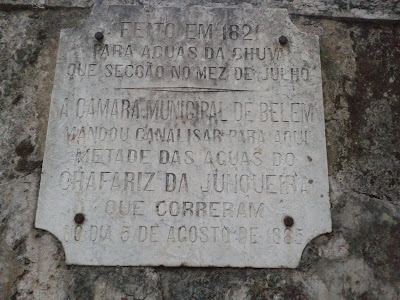 FEITO EM 1821
PARA AGUAS DA CHUVA
QUE SECCÃO NO MEZ DE JULHO
A CAMARA MUNICIPAL DE BELEM
MANDOU CANALISAR PARA AQUI
METADE DAS AGUAS DO
CHAFARIZ DA JUNQUEIRA
QUE CORRERAM
NO DIA 5 DE AGOSTO DE 1865